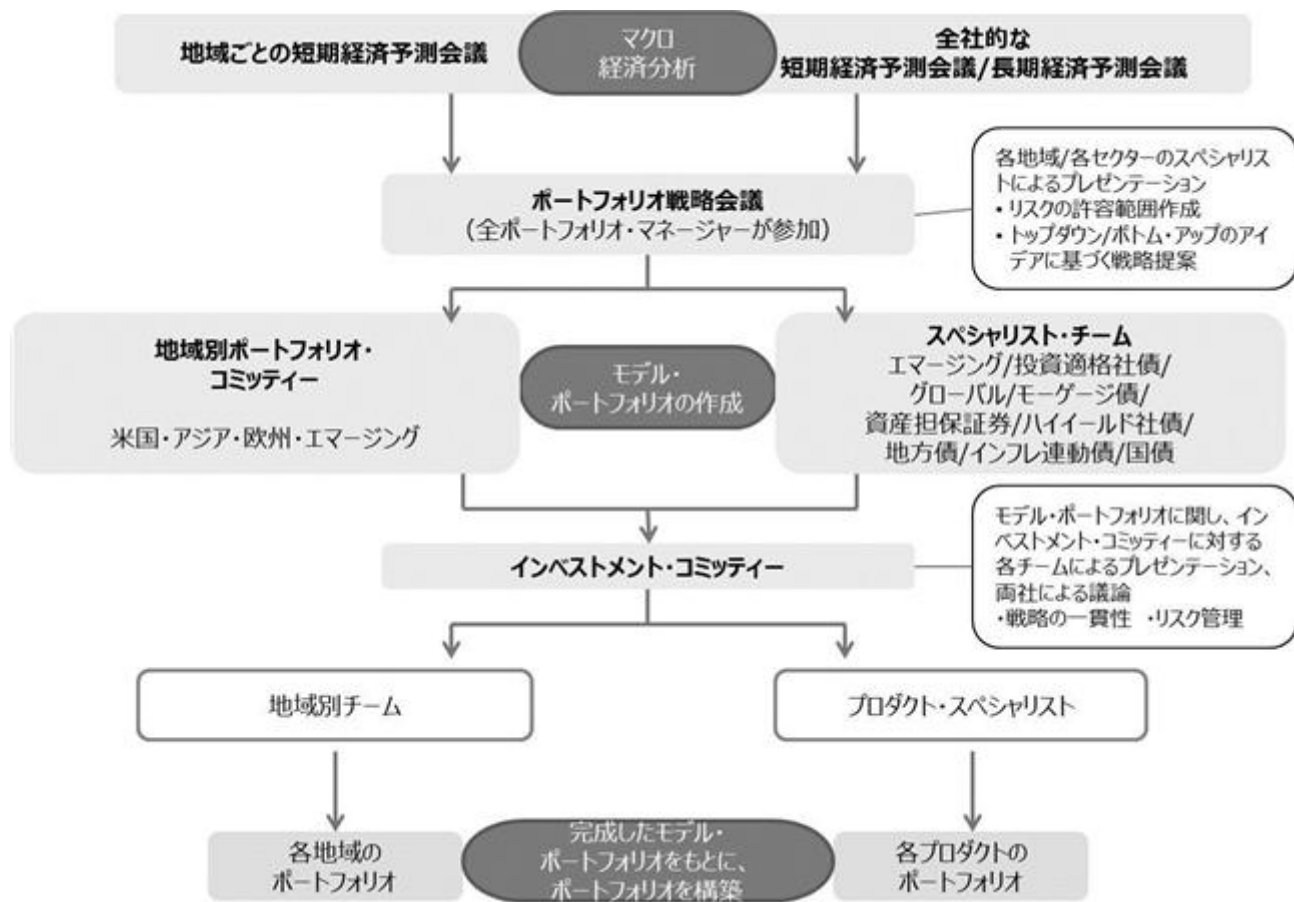 地域ごとの短期経済予測会議
マクロ
経済分析
全社的な
短期経済予測会議/長期経済予測会議
各地域/各セクターのスペシャリス
トによるプレゼンテーション
・リスクの許容範囲作成
・トップダウン/ボトム・アップのアイ
デアに基づく戦略提案
ポートフォリオ戦略会議
(全ポートフォリオ・マネージャーが参加)
地域別ポートフォリオ・
コミッティー
米国・アジア・欧州・エマージング
モデル・
ポートフォリオの作成
スペシャリスト・チーム
エマージング/投資適格社債/
グローバル/モーゲージ債/
資産担保証券/ハイイールド社債/
地方債/インフレ連動債/国債
モデル・ポートフォリオに関し、イン
ベストメント・コミッティーに対する
各チームによるプレゼンテーション、
両社による議論
・戦略の一貫性 ・リスク管理
インベストメント・コミッティー
地域別チーム
プロダクト・スペシャリスト
各地域の
ポートフォリオ
完成したモデル・
ポートフォリオをもとに、
ポートフォリオを構築
各プロダクトの
ポートフォリオ